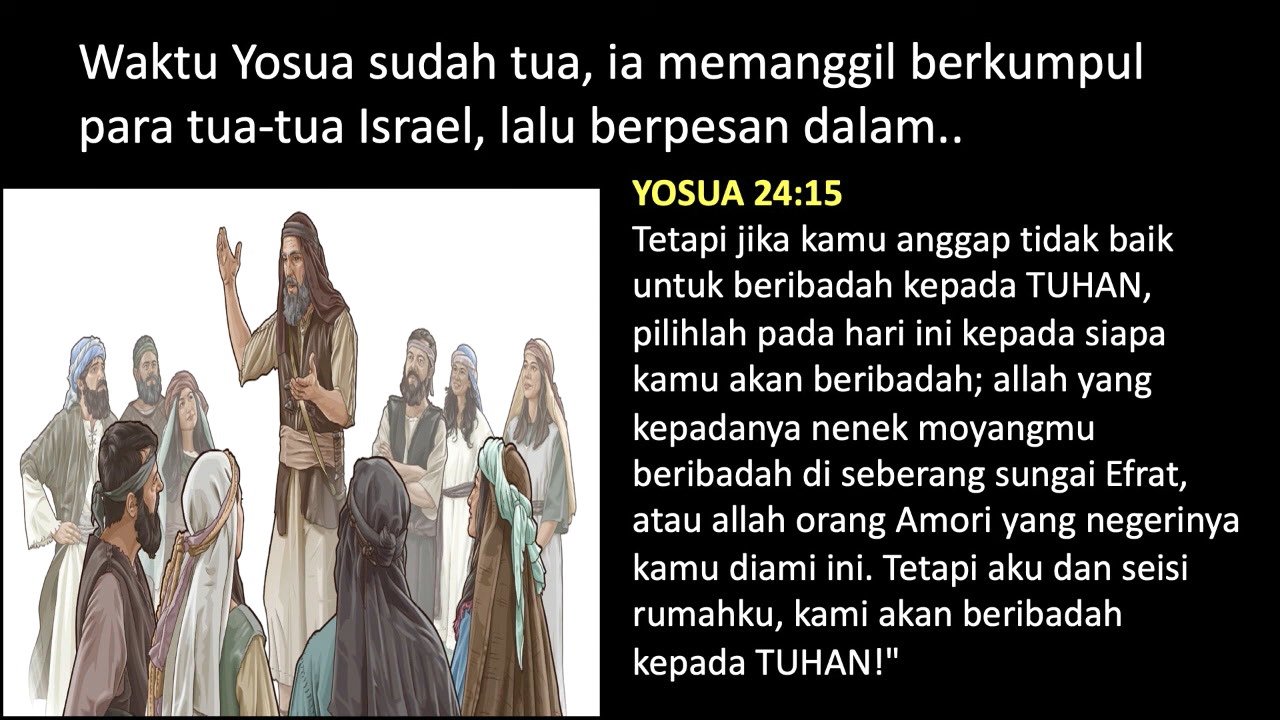 Waktu Yosua sudah tua, ia memanggil berkumpul
para tua-tua Israel, lalu berpesan dalam..
YOSUA 24:15
Tetapi jika kamu anggap tidak baik
untuk beribadah kepada TUHAN,
pilihlah pada hari ini kepada siapa
kamu akan beribadah; allah yang
kepadanya nenek moyangmu
beribadah di seberang sungai Efrat,
atau allah orang Amori yang negerinya
kamu diami ini. Tetapi aku dan seisi
rumahku, kami akan beribadah
kepada TUHAN!"